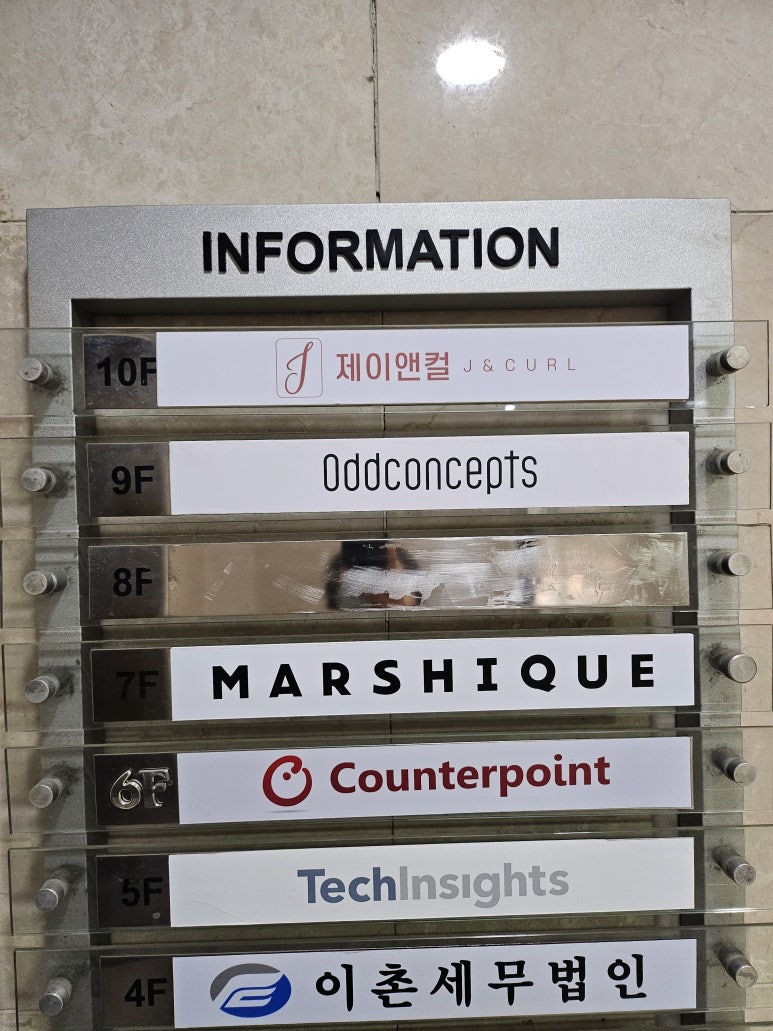 INFORMATION
10F 제이앤컬 J & CURL
9F Oddconcepts
8F
7F MARSHIQUE
6F Counterpoint
5F TechInsights
4F 이촌세무법인